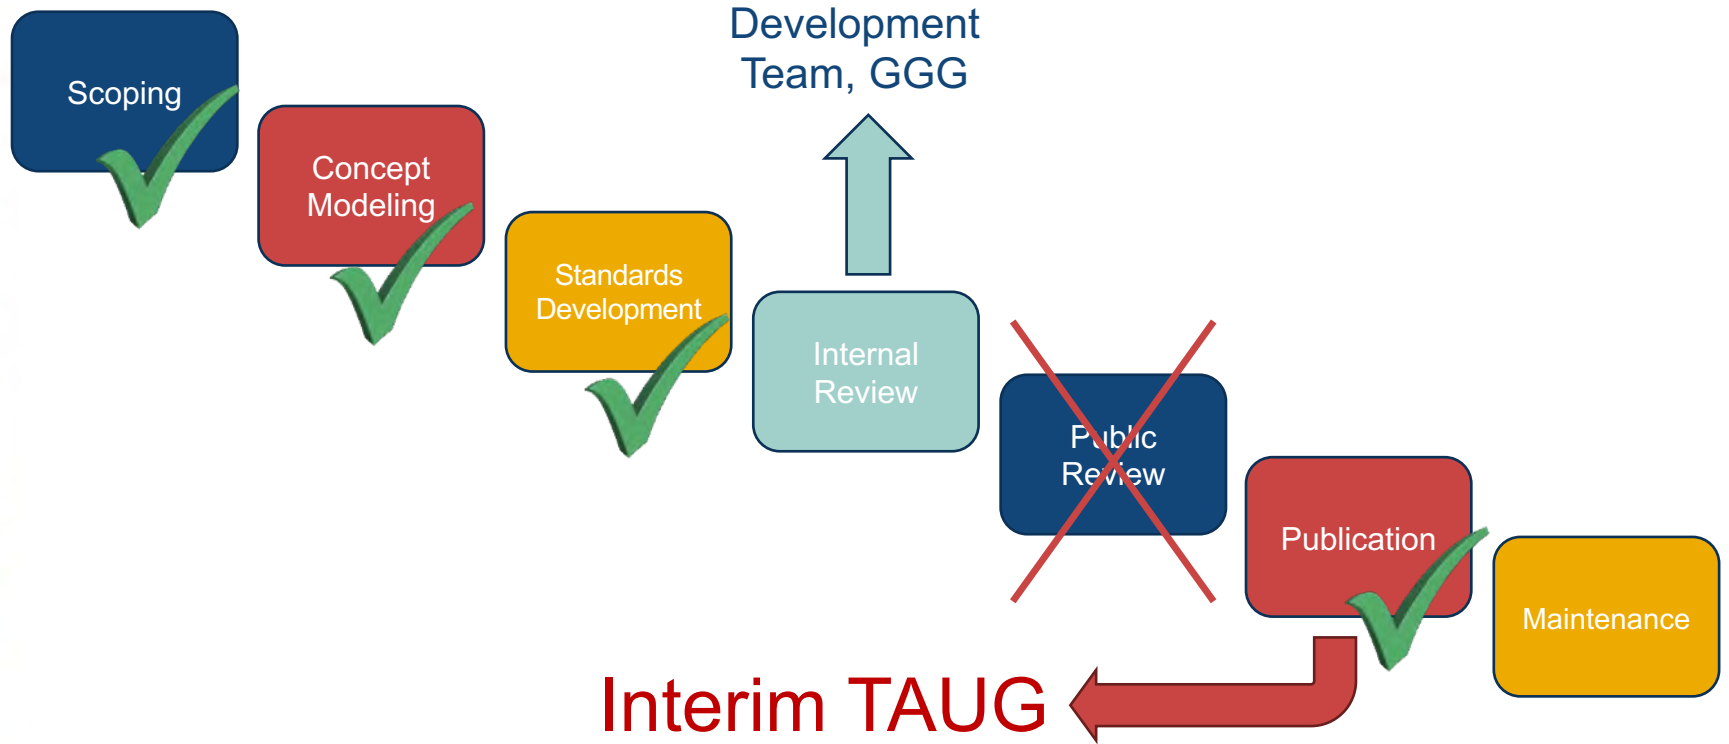 Development
Team, GGG
Scoping
Concept
Modeling
Standards
Development
Internal
Review
Public
Review
Publication
Maintenance
Interim TAUG